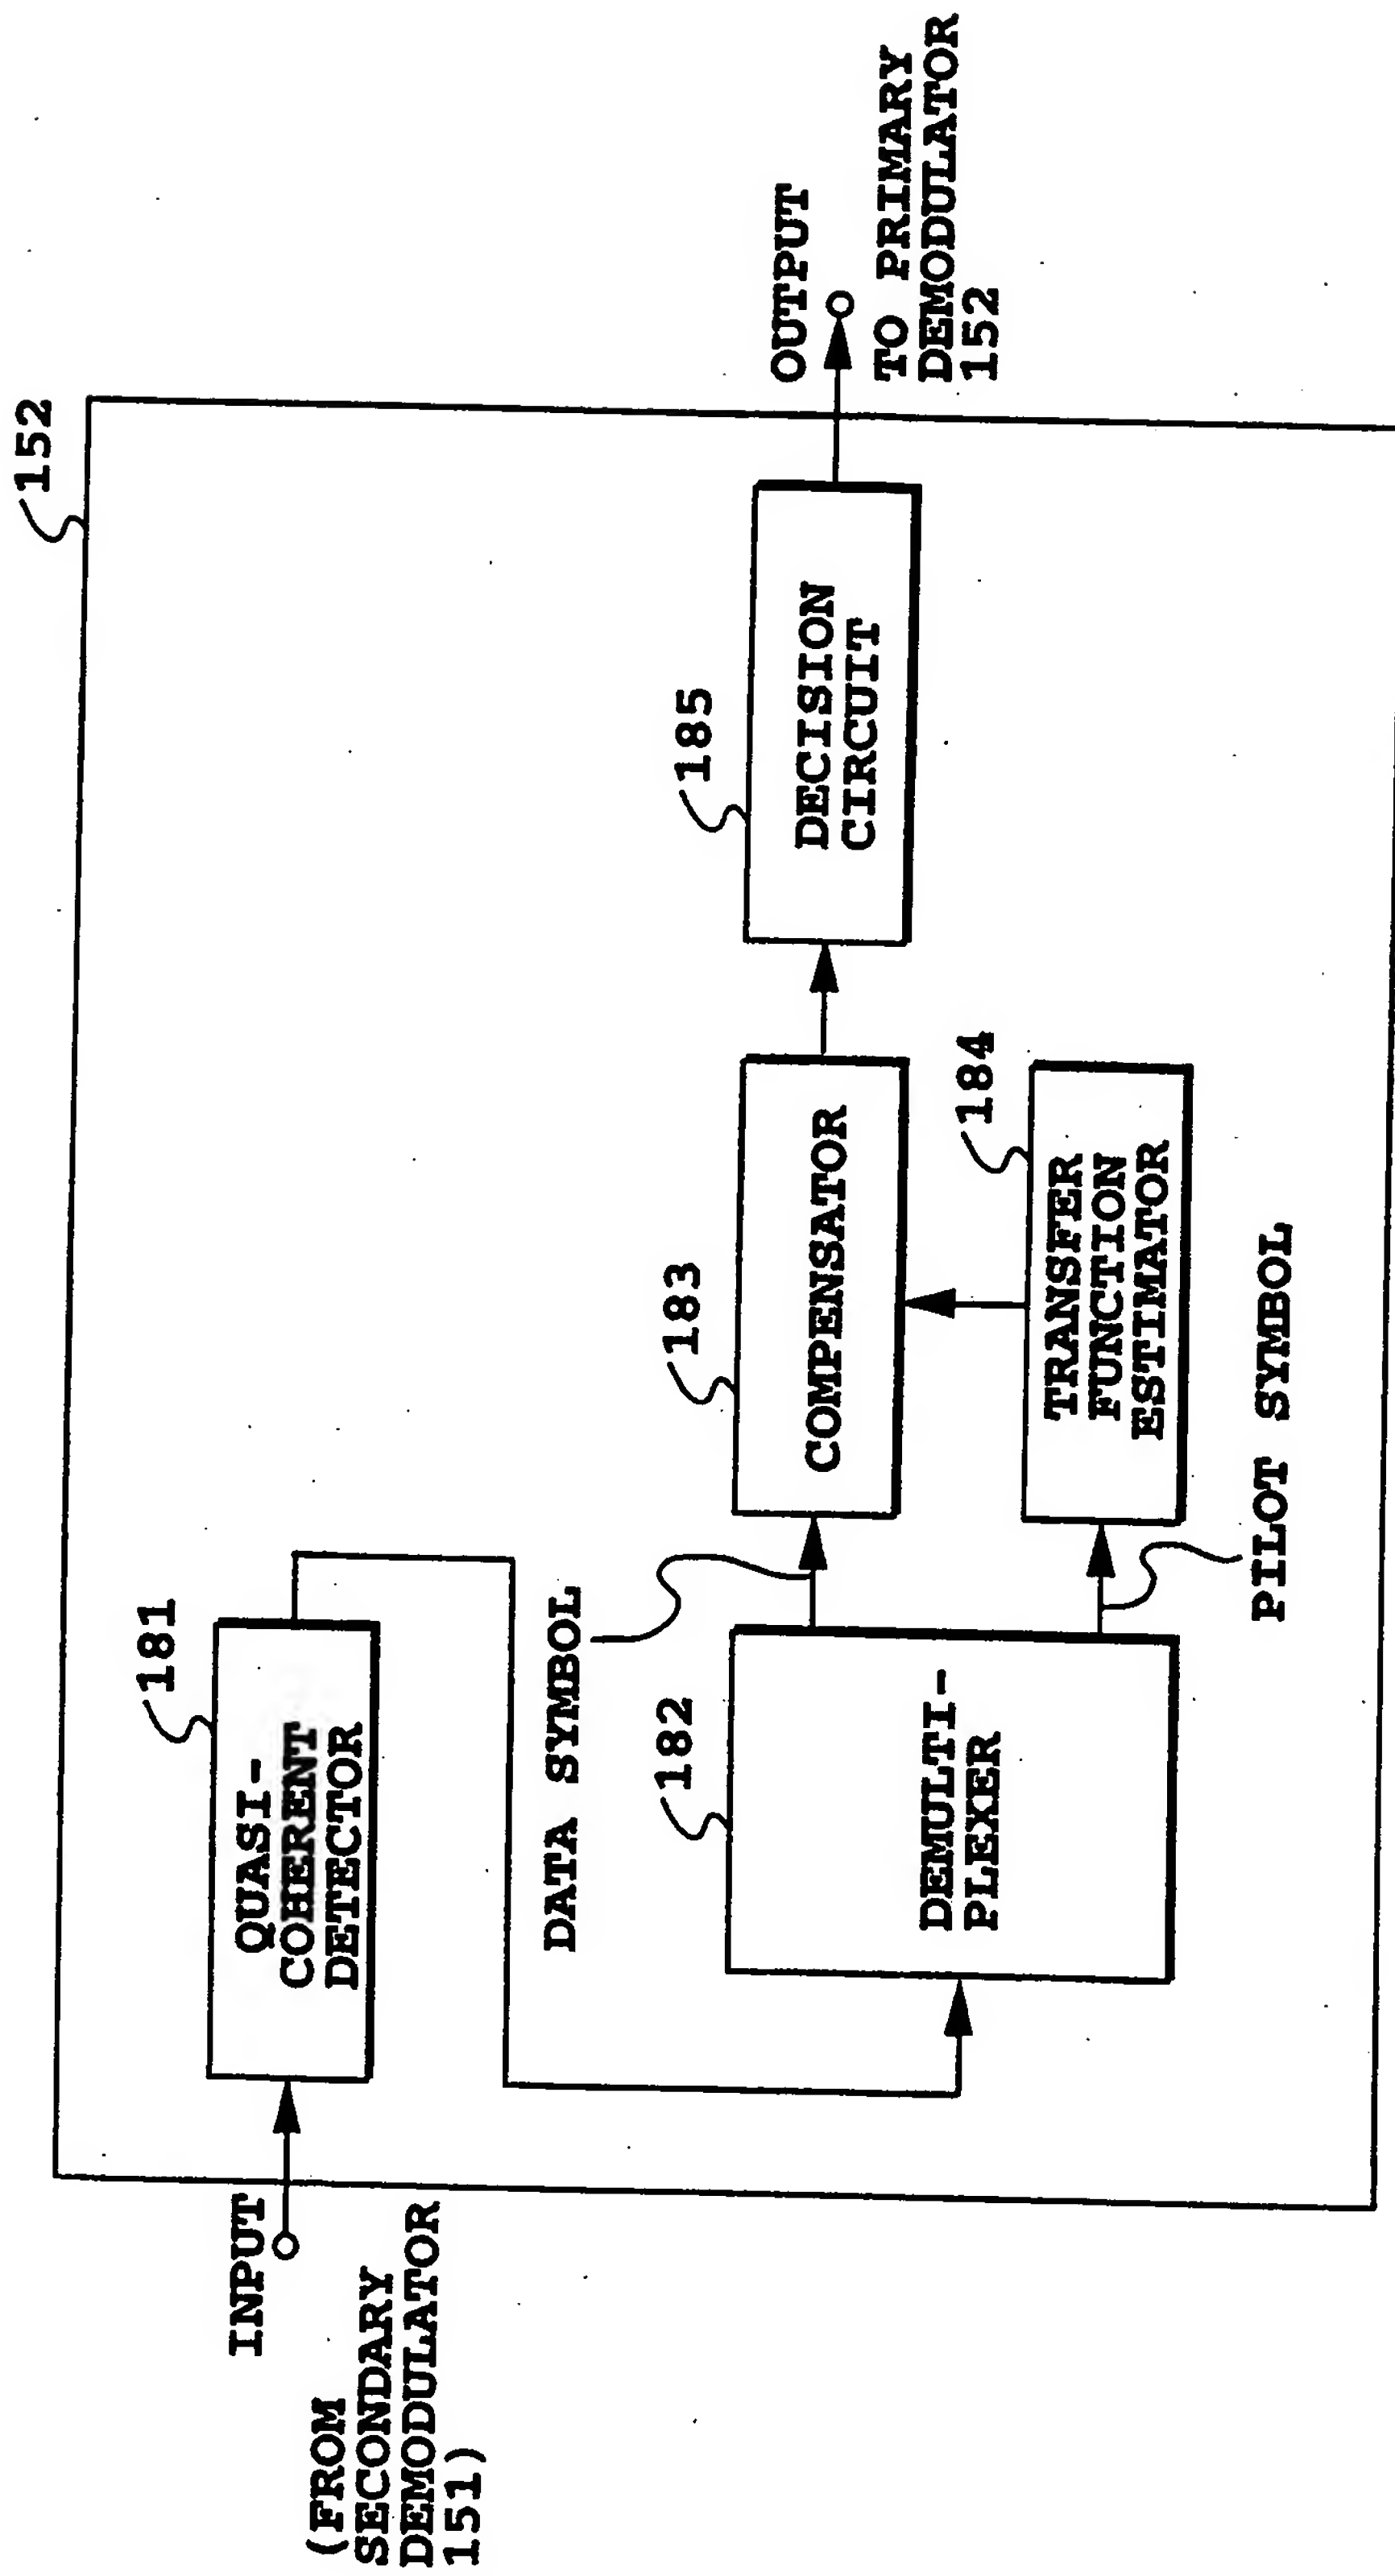 152
INPUT
(FROM
SECONDARY
DEMODULATOR
151)
181
QUASI-
COHERENT
DETECTOR
DATA SYMBOL
182
DEMULTI-
PLEXER
183
COMPENSATOR
184
TRANSFER
FUNCTION
ESTIMATOR
PILOT SYMBOL
185
DECISION
CIRCUIT
OUTPUT
TO PRIMARY
DEMODULATOR
152